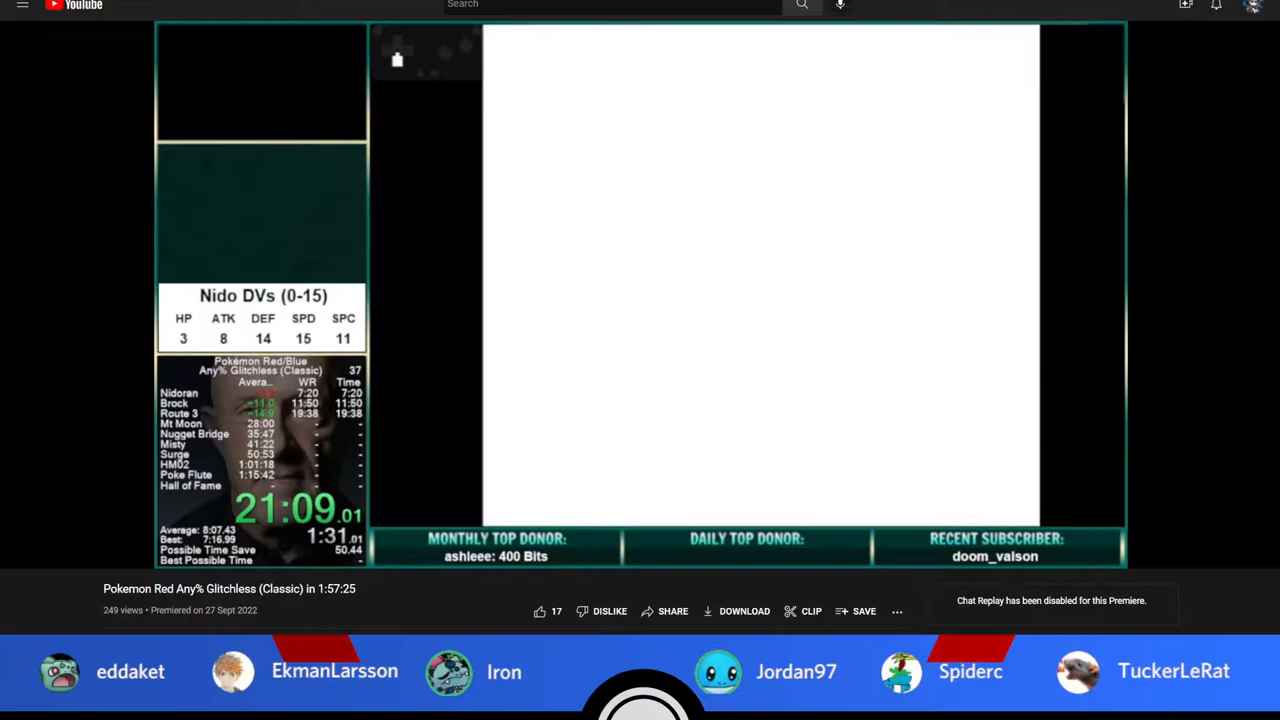 YouTube
Search
Nido DVs (0-15)
HP ATK DEF SPD SPC
3 8 14 15 11
Pokémon Red/Blue
Any% Glitchless (Classic) 37
Avera.. WR Time
Nidoran 7:20 7:20
Brock -11.0 11:50 11:50
Route 3 -14.9 19:38 19:38
Mt Moon 28:00 - -
Nugget Bridge 35:47 - -
Misty 41:22 - -
Surge 50:53 - -
HM02 1:01:18 - -
Poke Flute 1:15:42 - -
Hall of Fame - - -
21:09.01
Average: 8:07.43
Best: 7:16.99 1:31.01
Possible Time Save 50.44
Best Possible Time -
MONTHLY TOP DONOR: DAILY TOP DONOR: RECENT SUBSCRIBER:
ashleee: 400 Bits doom_valson
Pokemon Red Any% Glitchless (Classic) in 1:57:25
249 views • Premiered on 27 Sept 2022
17 DISLIKE SHARE DOWNLOAD CLIP SAVE ...
Chat Replay has been disabled for this Premiere.
eddaket EkmanLarsson Iron Jordan97 Spiderc TuckerLeRat